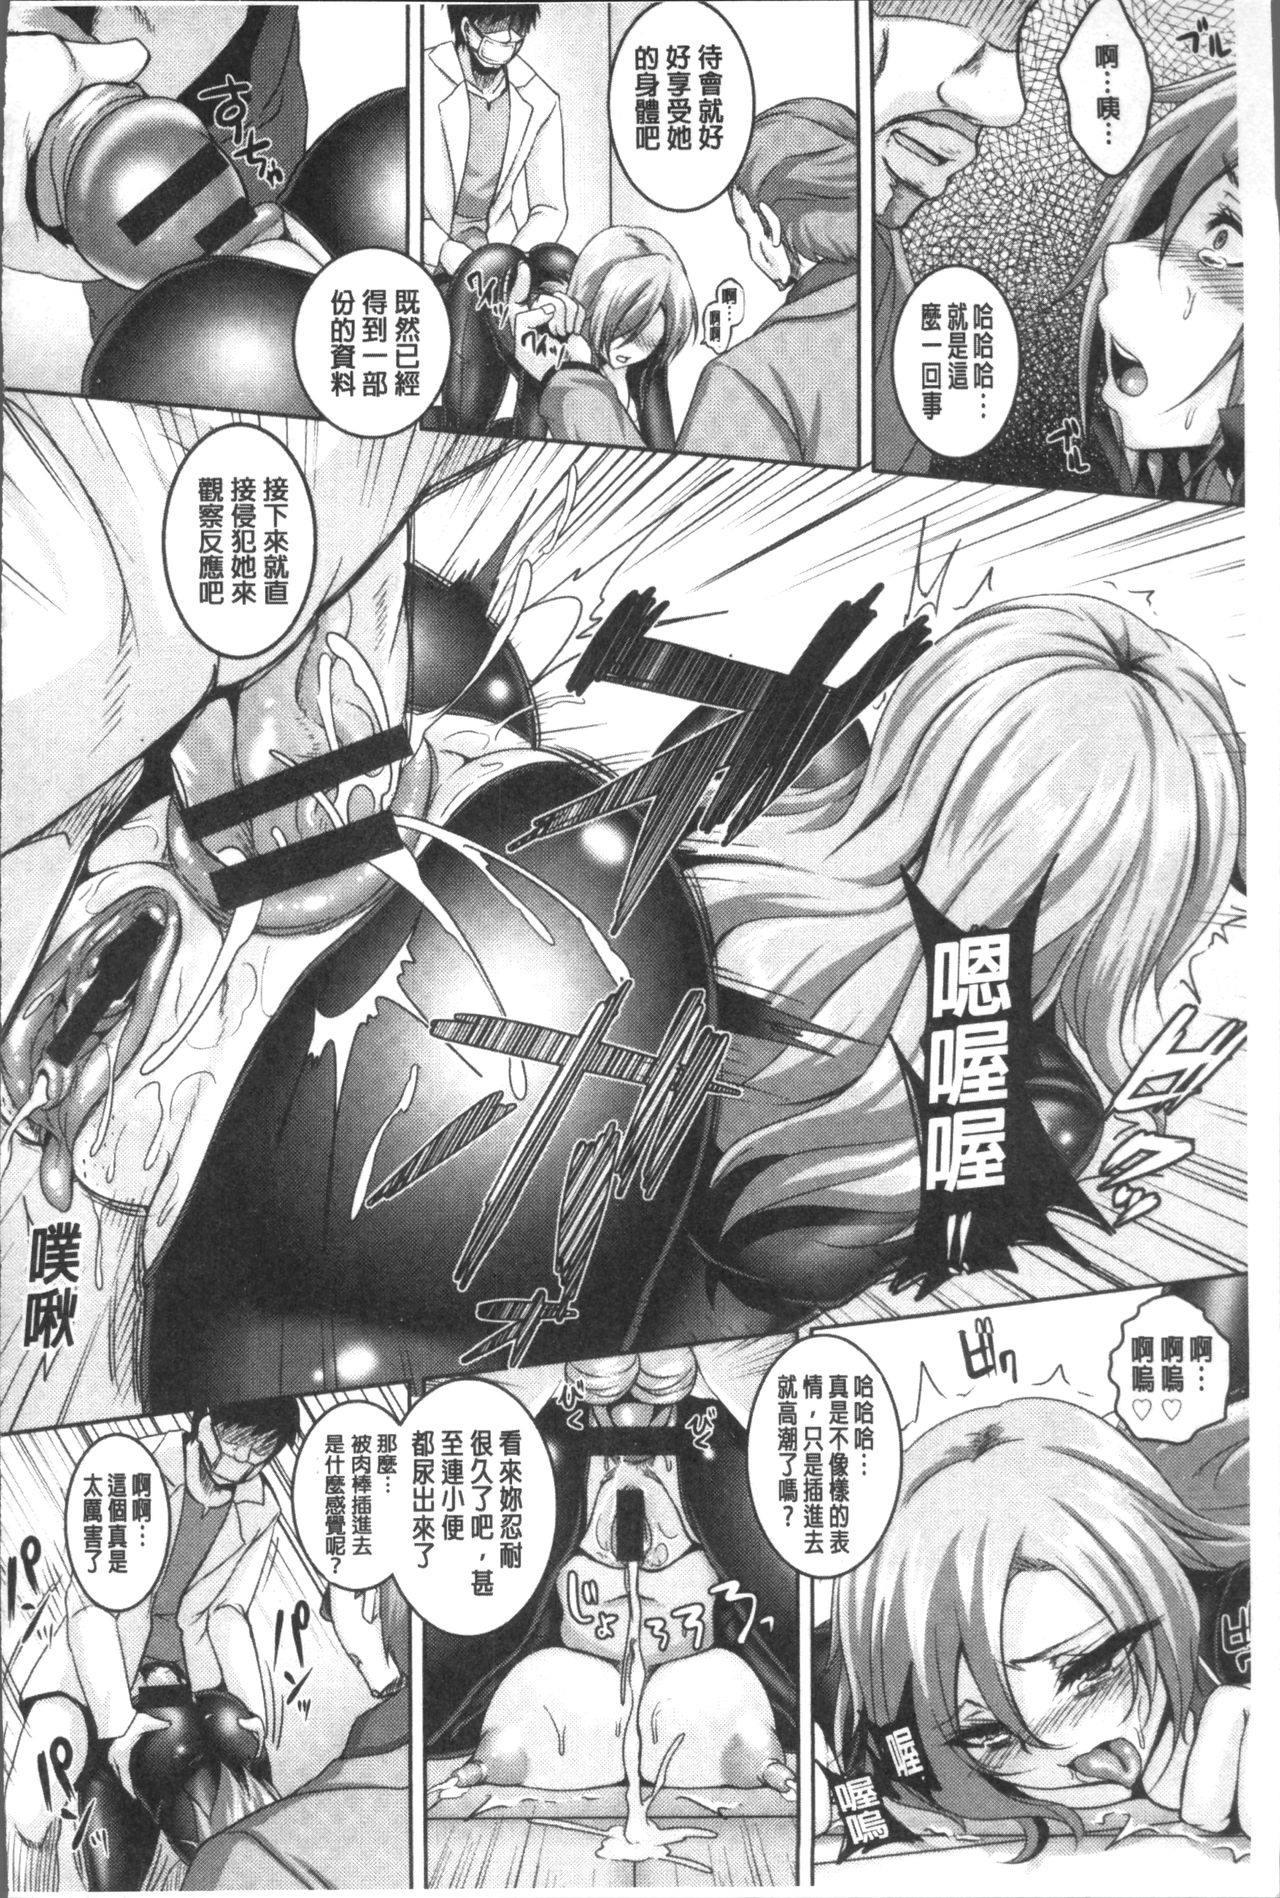 啊…咦…
哈哈哈…
就是這
麼一回事
待會就好
好享受她
的身體吧
啊…
啊啊
既然已經
得到一部
份的資料
接下來就直
接侵犯她來
觀察反應吧
嗯喔喔
噗啾
啊…
啊嗚
啊嗚♡♡
喔
喔嗚
哈哈哈…
真是不像樣的表
情，只是插進去
就高潮了嗎？
看來妳忍耐
很久了吧，甚
至連小便
都尿出來了
那麼…
被肉棒插進去
是什麼感覺呢？
啊啊…
這個真是
太厲害了